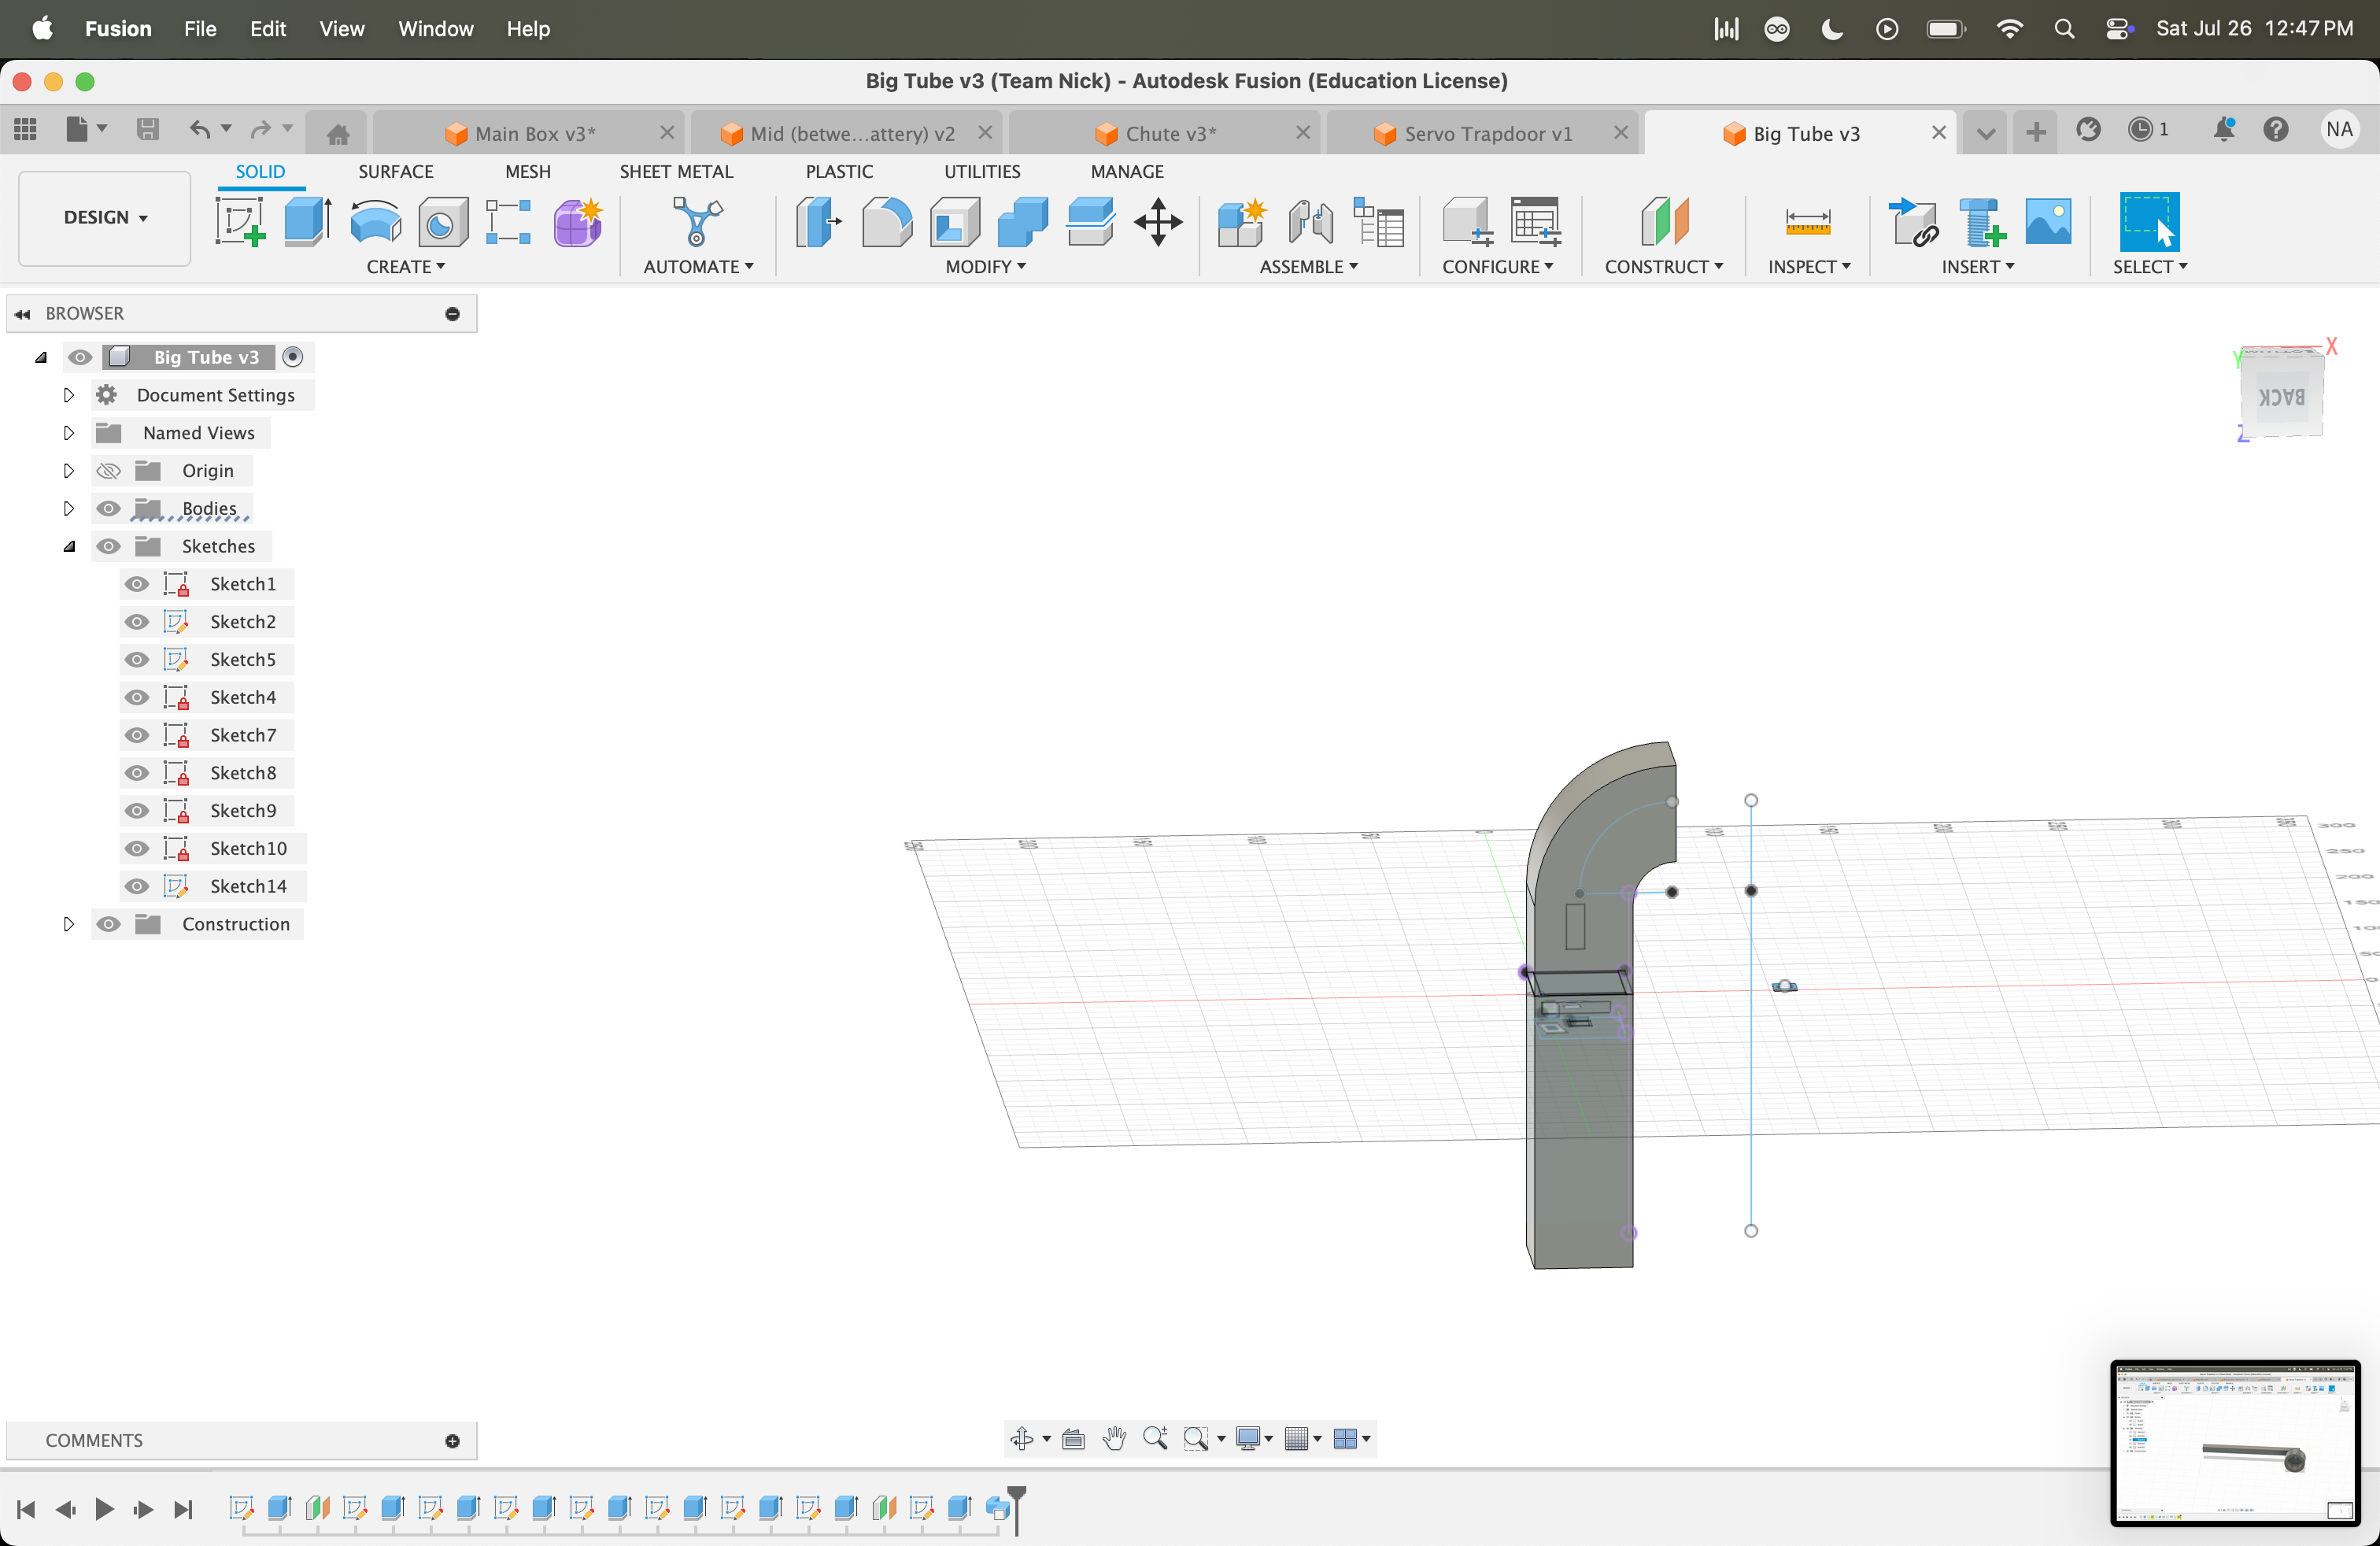 Fusion File Edit View Window Help
Sat Jul 26 12:47 PM
Big Tube v3 (Team Nick) - Autodesk Fusion (Education License)
Main Box v3*
Mid (betwe...attery) v2
Chute v3*
Servo Trapdoor v1
Big Tube v3
1
NA
SOLID SURFACE MESH SHEET METAL PLASTIC UTILITIES MANAGE
DESIGN
CREATE AUTOMATE MODIFY ASSEMBLE CONFIGURE CONSTRUCT INSPECT INSERT SELECT
BROWSER
Big Tube v3
Document Settings
Named Views
Origin
Bodies
Sketches
Sketch1
Sketch2
Sketch5
Sketch4
Sketch7
Sketch8
Sketch9
Sketch10
Sketch14
Construction
X
Y
BACK
Z
300
250
200
COMMENTS